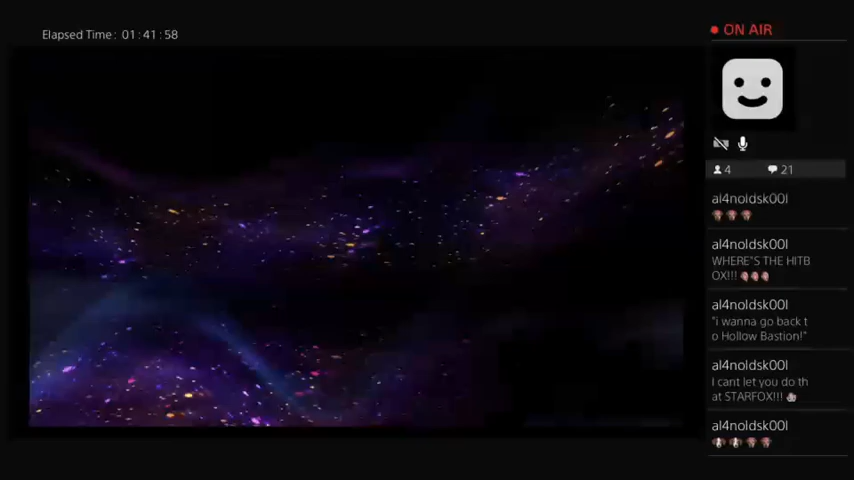 Elapsed Time: 01:41:58
ON AIR
4
21
al4noldsk00l
al4noldsk00l
WHERE"S THE HITB
OX!!!
al4noldsk00l
"i wanna go back t
o Hollow Bastion!"
al4noldsk00l
I cant let you do th
at STARFOX!!!
al4noldsk00l